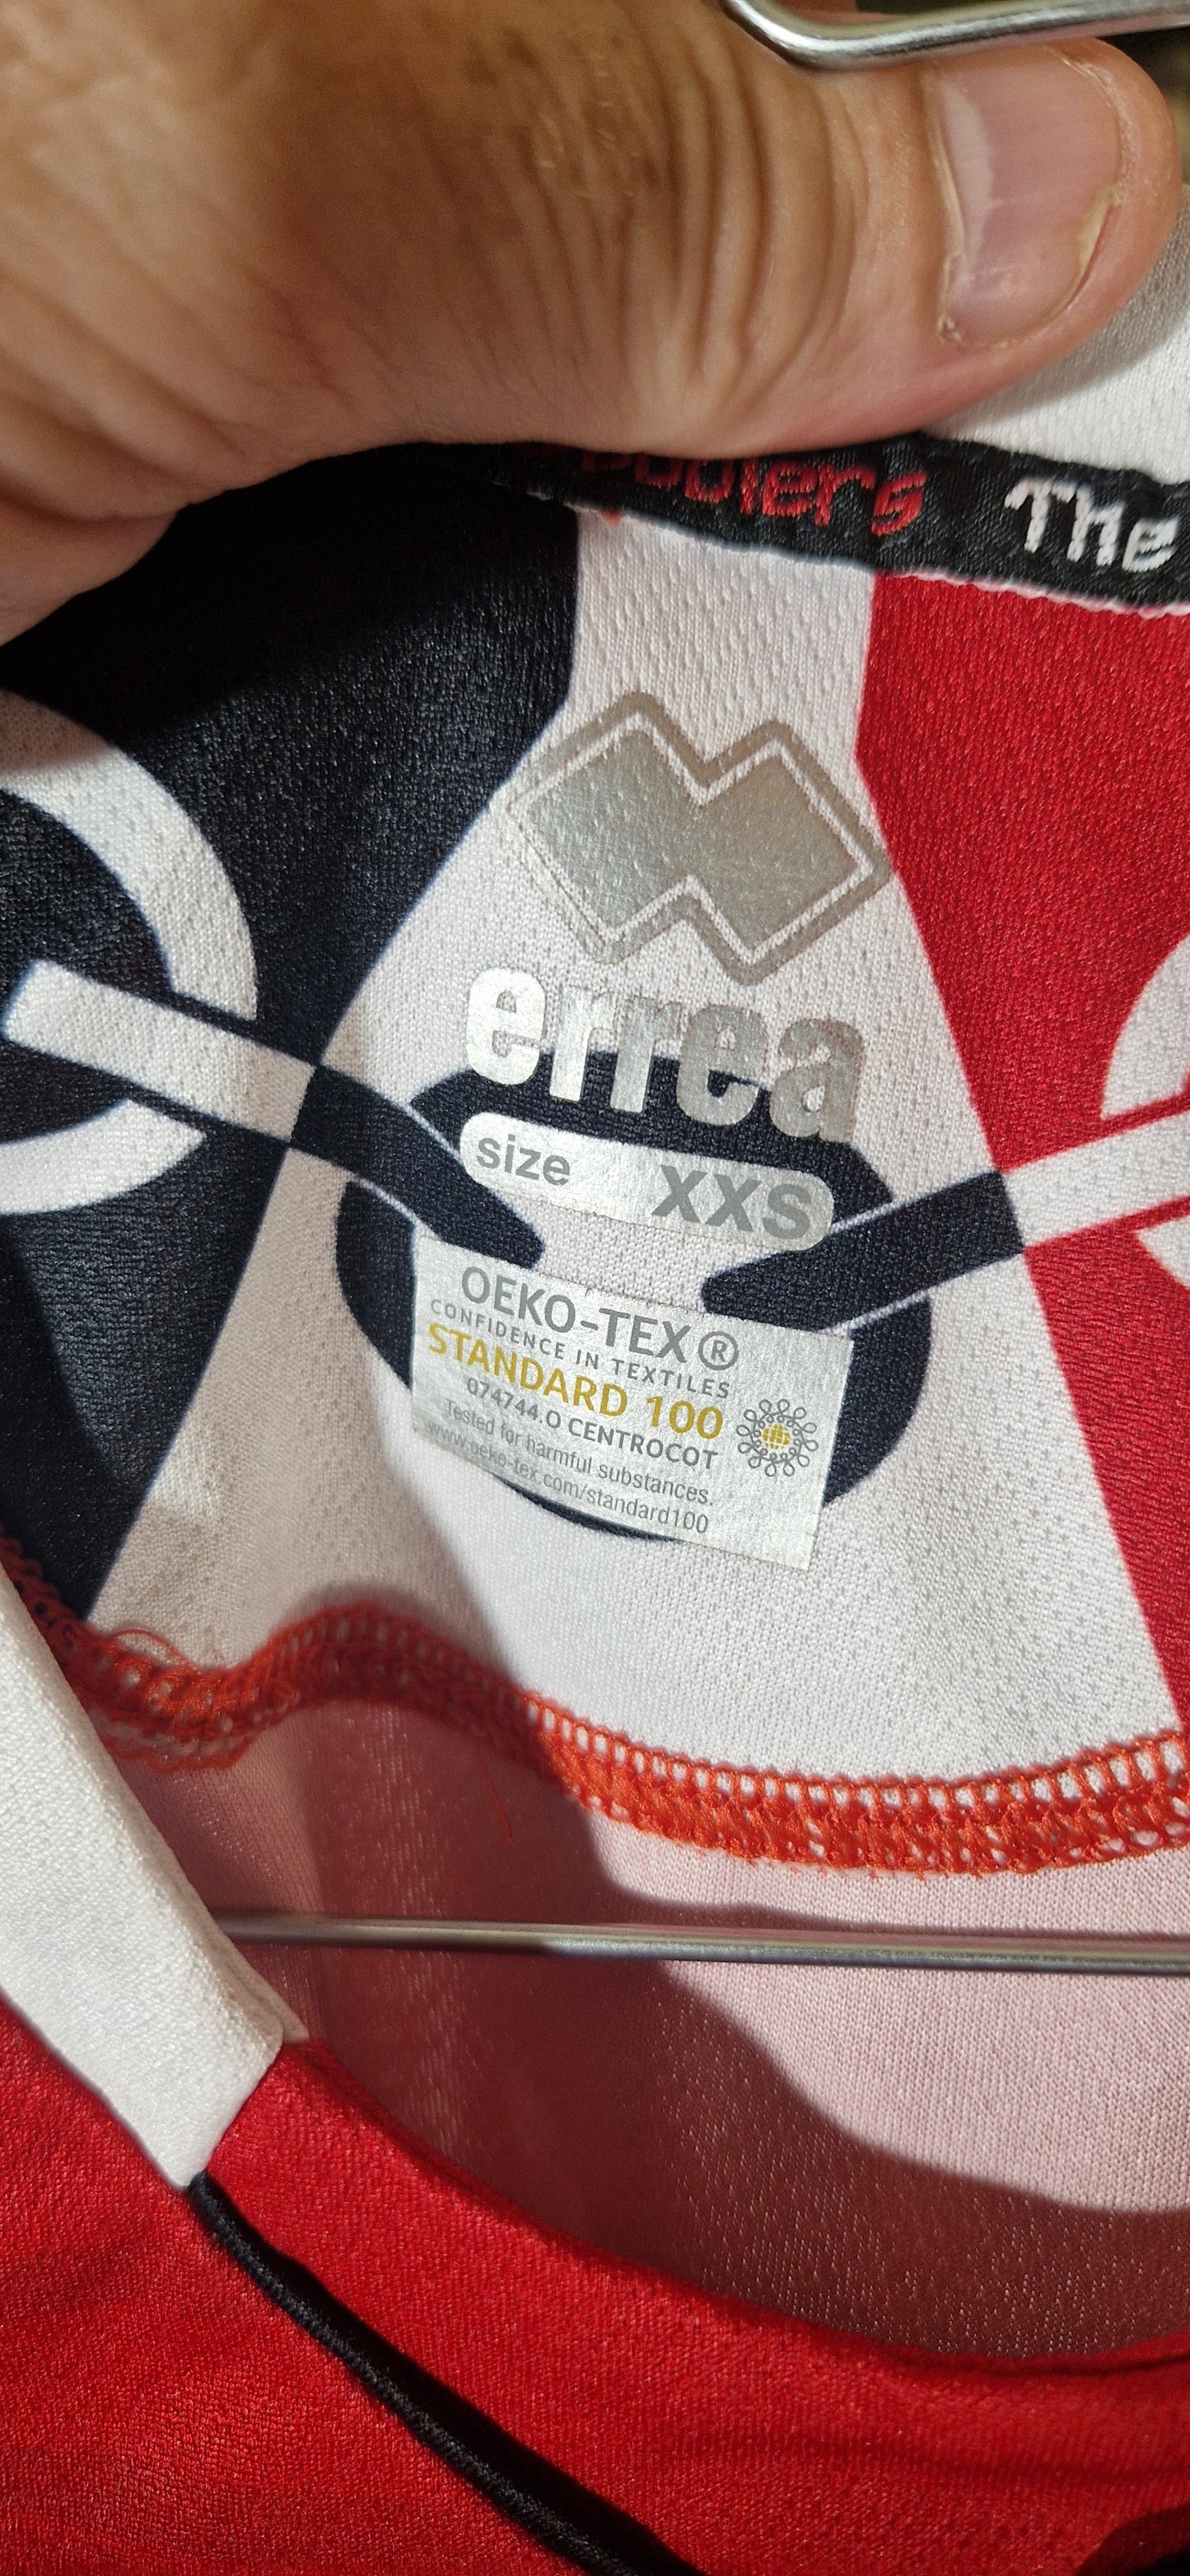 The
errea
size XXS
OEKO-TEX®
CONFIDENCE IN TEXTILES
STANDARD 100
074744.O CENTROCOT
Tested for harmful substances.
www.oeko-tex.com/standard100